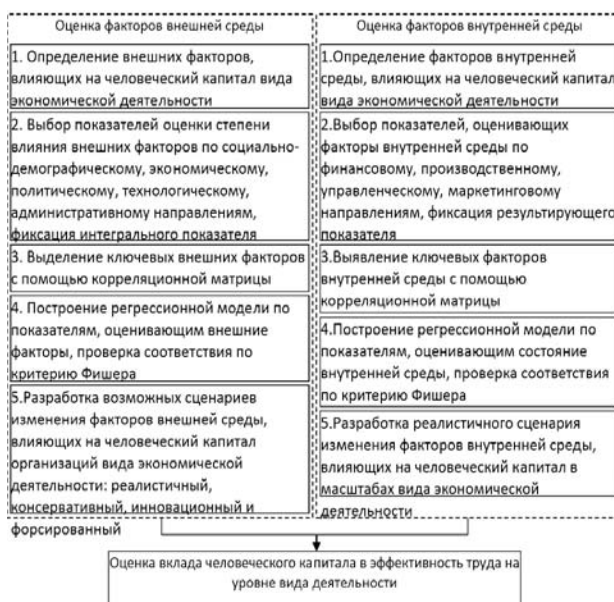 Оценка факторов внешней среды
1. Определение внешних факторов,
влияющих на человеческий капитал вида
экономической деятельности
2. Выбор показателей оценки степени
влияния внешних факторов по социально-
демографическому, экономическому,
политическому, технологическому,
административному направлениям,
фиксация интегрального показателя
3. Выделение ключевых внешних факторов
с помощью корреляционной матрицы
4. Построение регрессионной модели по
показателям, оценивающим внешние
факторы, проверка соответствия по
критерию Фишера
5.Разработка возможных сценариев
изменения факторов внешней среды,
влияющих на человеческий капитал
организаций вида экономической
деятельности: реалистичный,
консервативный, инновационный и
форсированный
Оценка факторов внутренней среды
1.Определение факторов внутренней
среды, влияющих на человеческий капитал
вида экономической деятельности
2.Выбор показателей, оценивающих
факторы внутренней среды по
финансовому, производственному,
управленческому, маркетинговому
направлениям, фиксация результирующего
показателя
3.Выявление ключевых факторов
внутренней среды с помощью
корреляционной матрицы
4.Построение регрессионной модели по
показателям, оценивающим состояние
внутренней среды, проверка соответствия
по критерию Фишера
5.Разработка реалистичного сценария
изменения факторов внутренней среды,
влияющих на человеческий капитал в
масштабах вида экономической
деятельности
Оценка вклада человеческого капитала в эффективность труда на
уровне вида деятельности